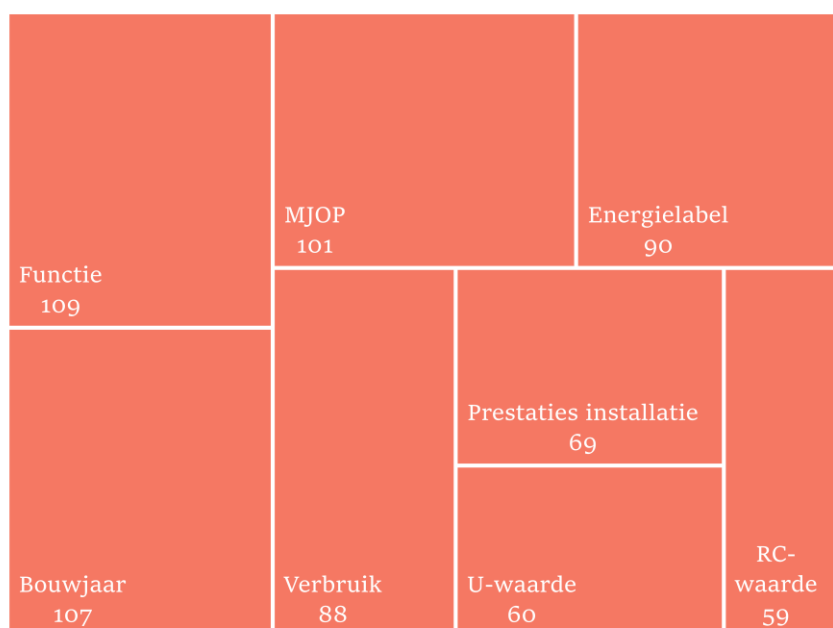 MJOP
101
Energielabel
90
Functie
109
Prestaties installatie
69
Bouwjaar
107
Verbruik
88
U-waarde
60
RC-
waarde
59